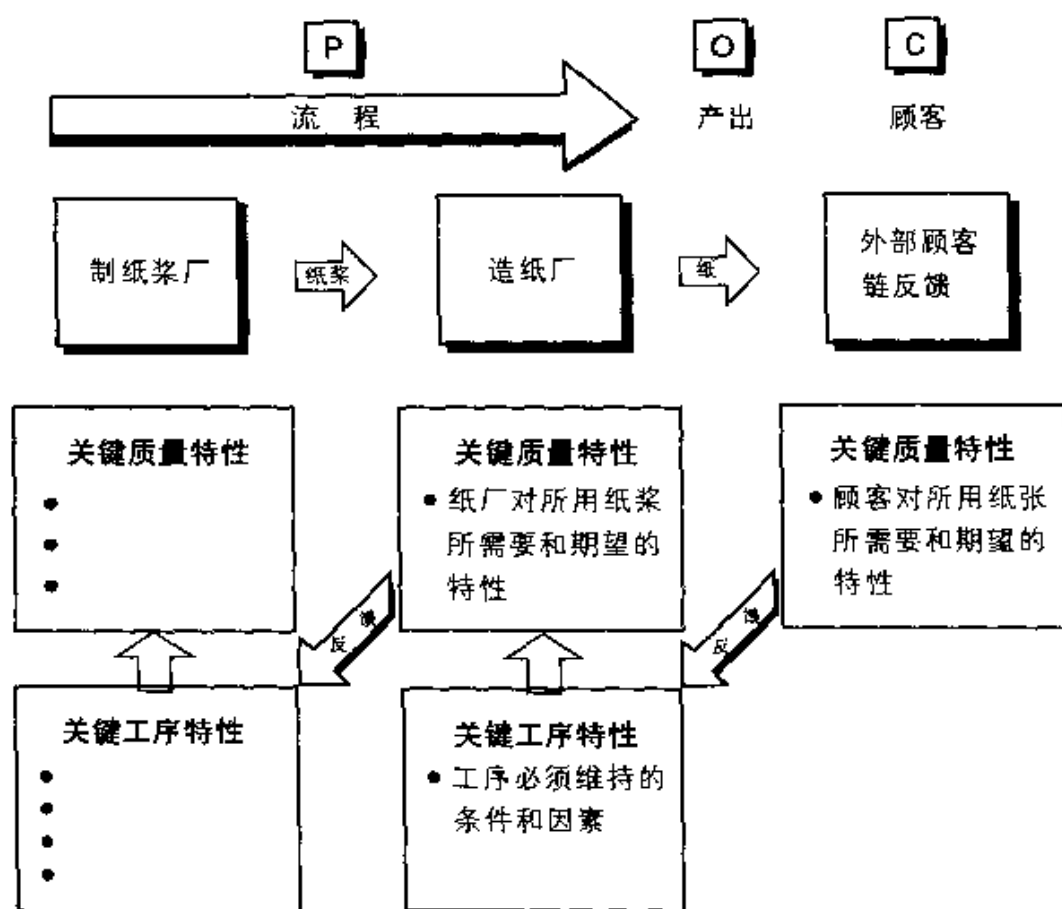 P
O
C
流 程
产出
顾客
制纸浆厂
纸浆
造纸厂
纸
外部顾客
链反馈
关键质量特性
●
●
●
关键质量特性
● 纸厂对所用纸浆
所需要和期望的
特性
关键质量特性
● 顾客对所用纸张
所需要和期望的
特性
反馈
反馈
关键工序特性
●
●
●
●
关键工序特性
● 工序必须维持的
条件和因素